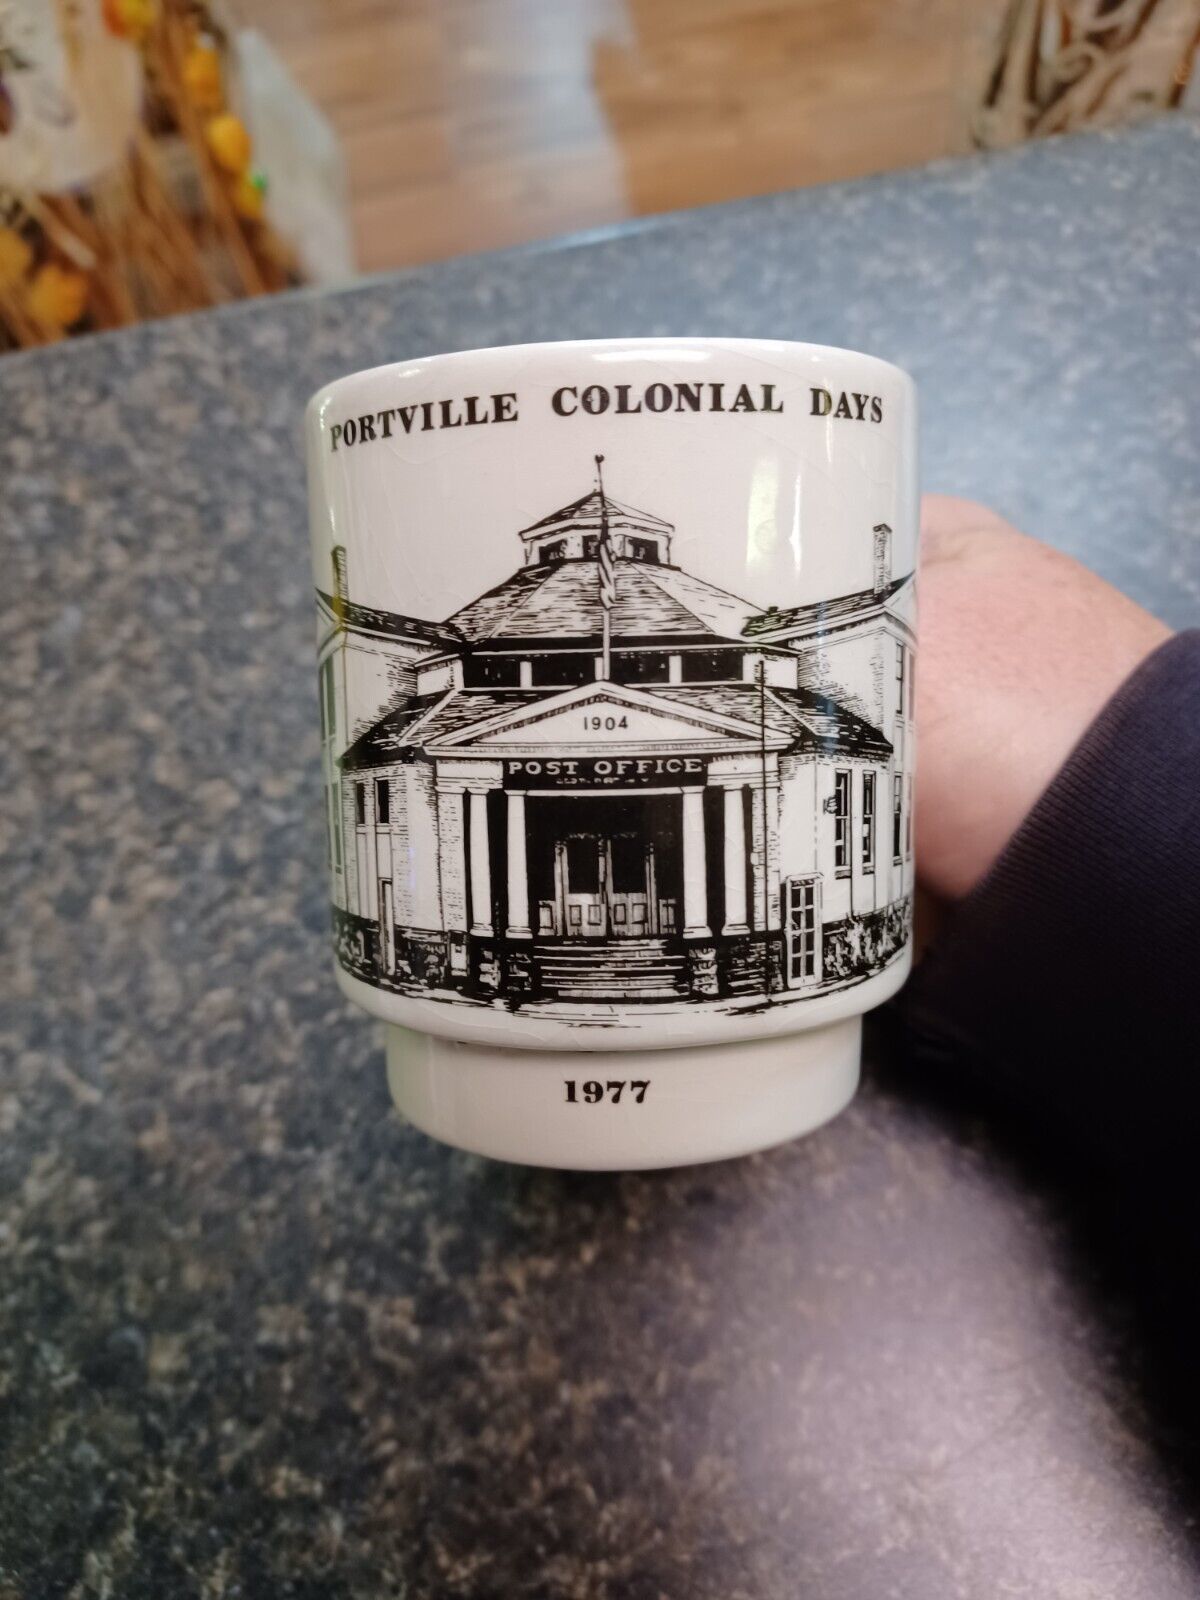 PORTVILLE COLONIAL DAYS
1904
POST OFFICE
1977